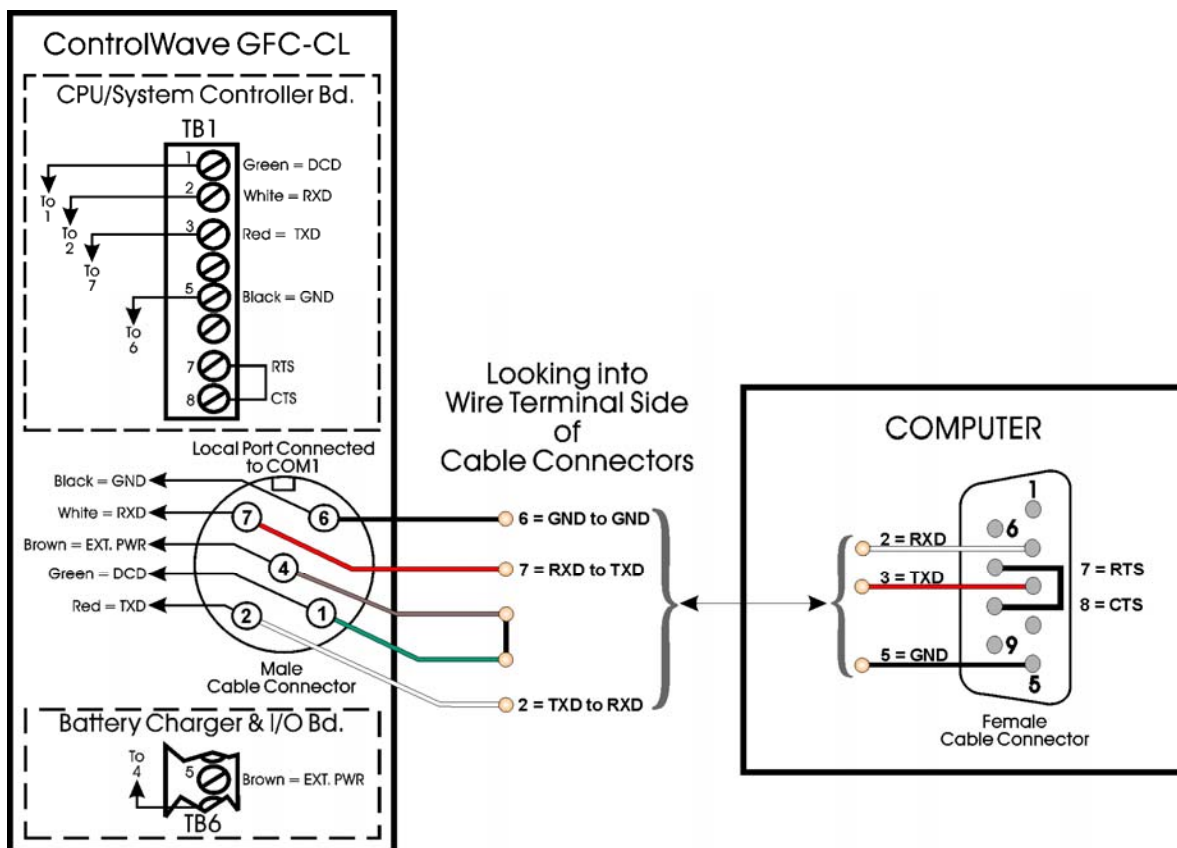 ControlWave GFC-CL
CPU/System Controller Bd.
TB1
1
Green = DCD
2
White = RXD
3
Red = TXD
5
Black = GND
7
RTS
8
CTS
To
1
To
2
To
7
To
6
Local Port Connected
to COM1
Black = GND
White = RXD
Brown = EXT. PWR
Green = DCD
Red = TXD
7
6
4
1
2
Male
Cable Connector
Battery Charger & I/O Bd.
To
4
5
Brown = EXT. PWR
TB6
Looking into
Wire Terminal Side
of
Cable Connectors
6 = GND to GND
7 = RXD to TXD
2 = TXD to RXD
COMPUTER
1
6
2 = RXD
3 = TXD
7 = RTS
8 = CTS
9
5 = GND
5
Female
Cable Connector